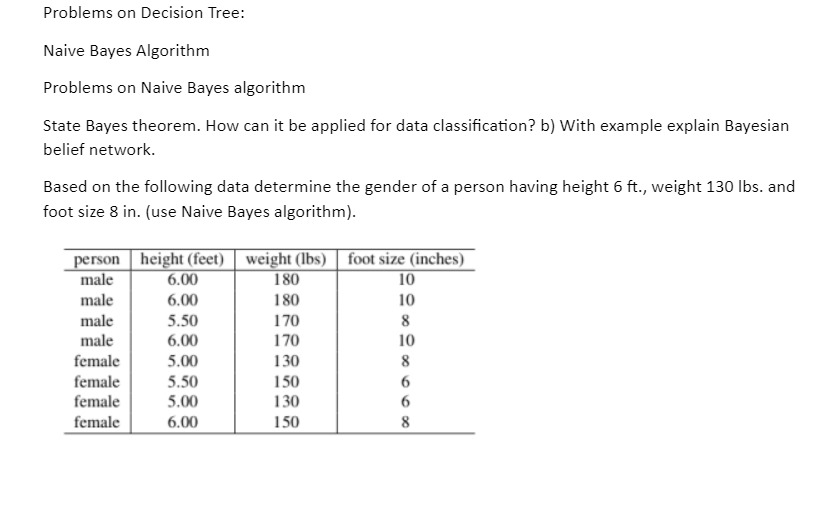 Problems on Decision Tree:
Naive Bayes Algorithm
Problems on Naive Bayes algorithm
State Bayes theorem. How can it be applied for data classification? b) With example explain Bayesian
belief network.
Based on the following data determine the gender of a person having height 6 ft., weight 130 lbs. and
foot size 8 in. (use Naive Bayes algorithm).
person height (feet) weight (lbs) foot size (inches)
male 6.00 180 10
male 6.00 180 10
male 5.50 170 8
male 6.00 170 10
female 5.00 130 8
female 5.50 150 6
female 5.00 130 6
female 6.00 150 8